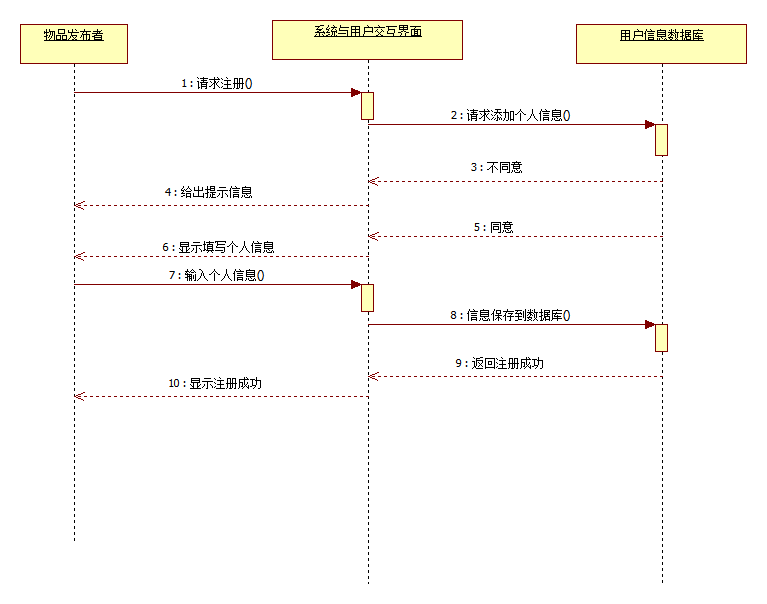 物品发布者
系统与用户交互界面
用户信息数据库
1 : 请求注册()
2 : 请求添加个人信息()
3 : 不同意
4 : 给出提示信息
5 : 同意
6 : 显示填写个人信息
7 : 输入个人信息()
8 : 信息保存到数据库()
9 : 返回注册成功
10 : 显示注册成功